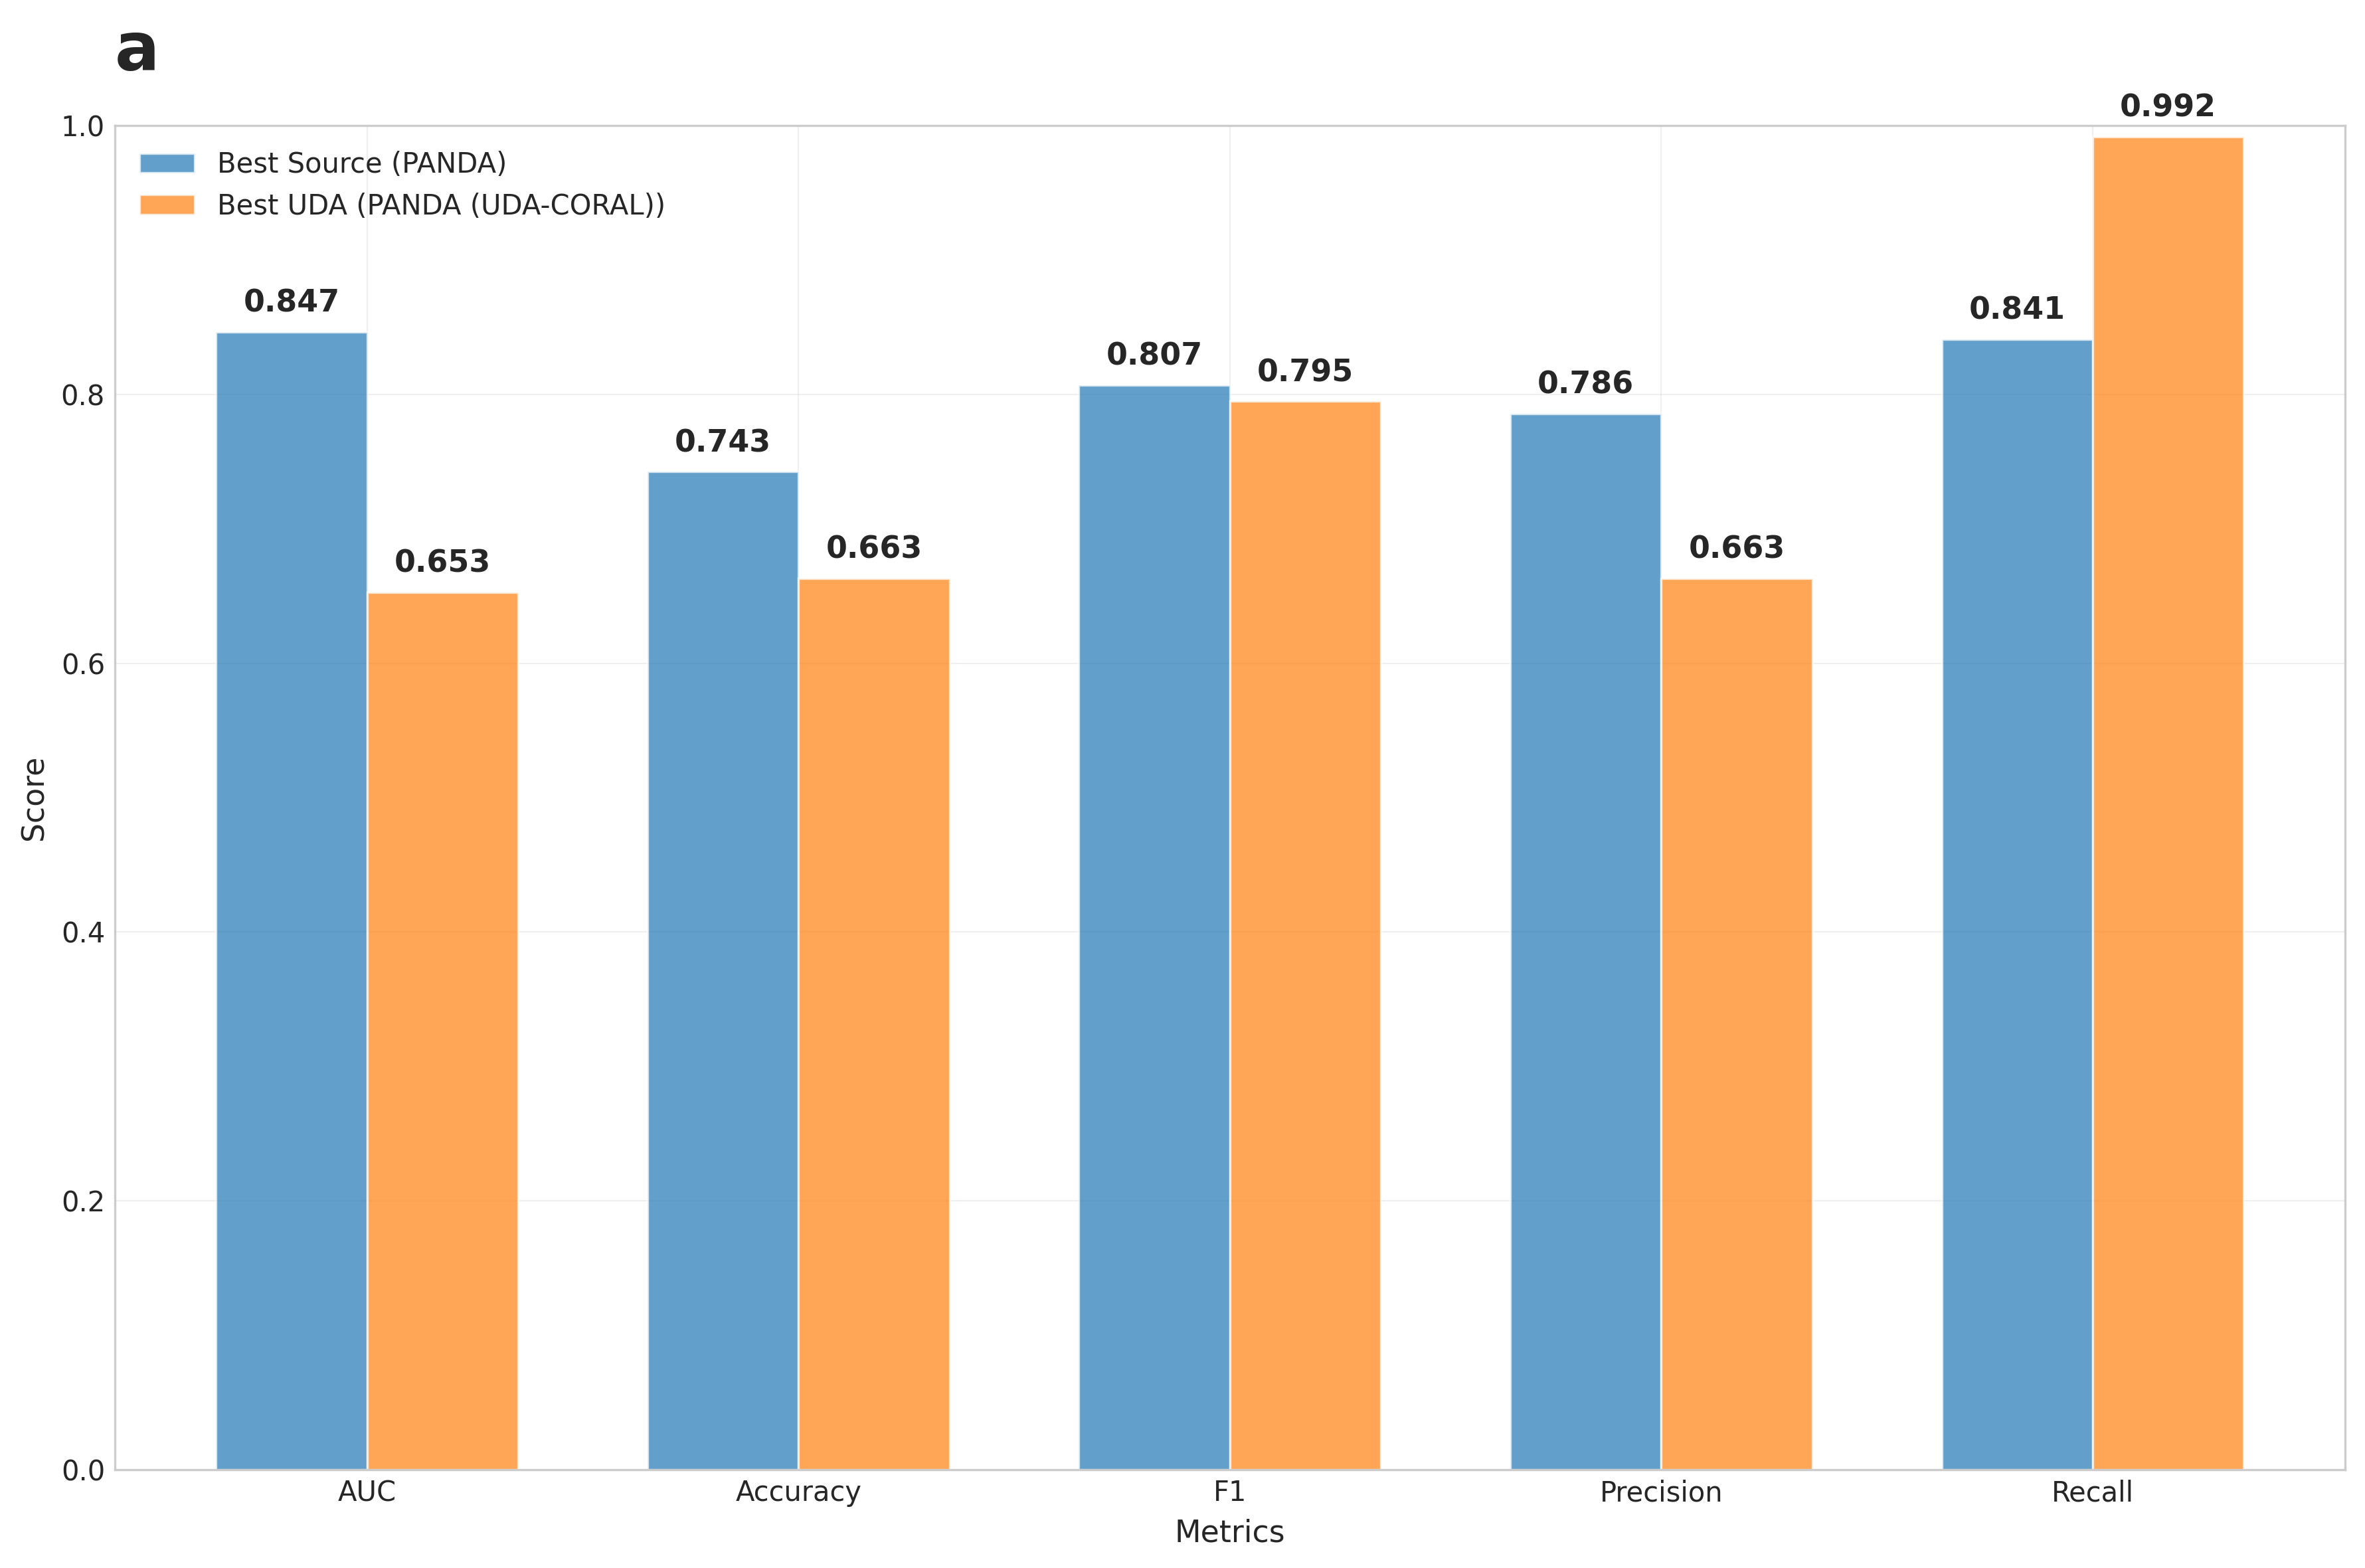 a
0.992
1.0
Best Source (PANDA)
Best UDA (PANDA (UDA-CORAL))
0.847
0.841
0.807
0.795
0.786
0.8
0.743
0.653
0.663
0.663
0.6
Score
0.4
0.2
0.0
AUC Accuracy F1 Precision Recall
Metrics